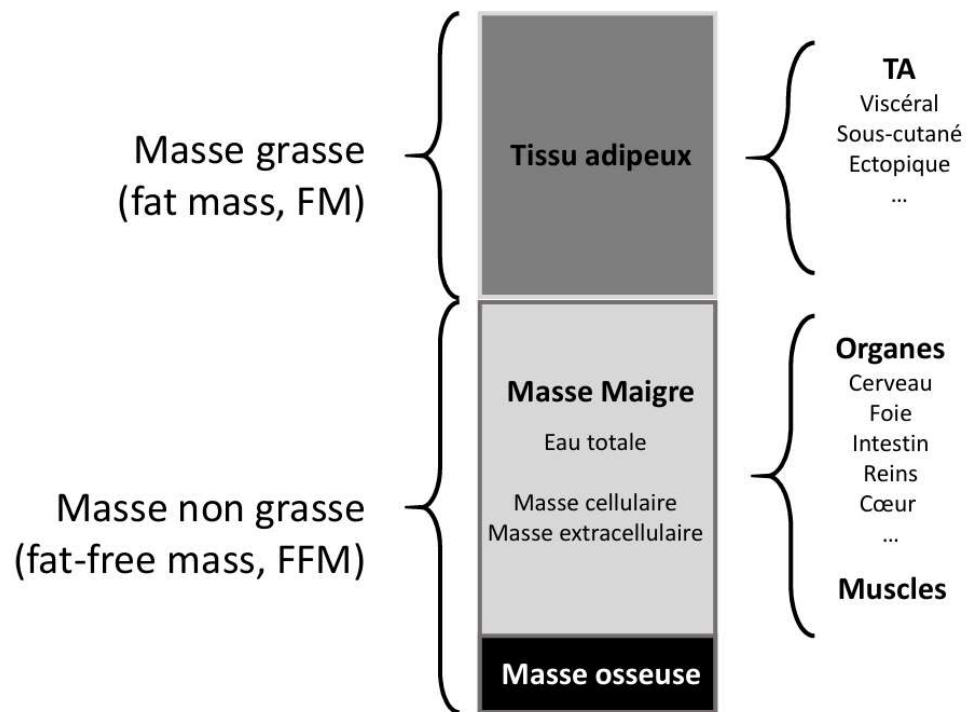 Masse grasse
(fat mass, FM)
Tissu adipeux
TA
Viscéral
Sous-cutané
Ectopique
...
Masse non grasse
(fat-free mass, FFM)
Masse Maigre
Eau totale
Masse cellulaire
Masse extracellulaire
Masse osseuse
Organes
Cerveau
Foie
Intestin
Reins
Cœur
...
Muscles